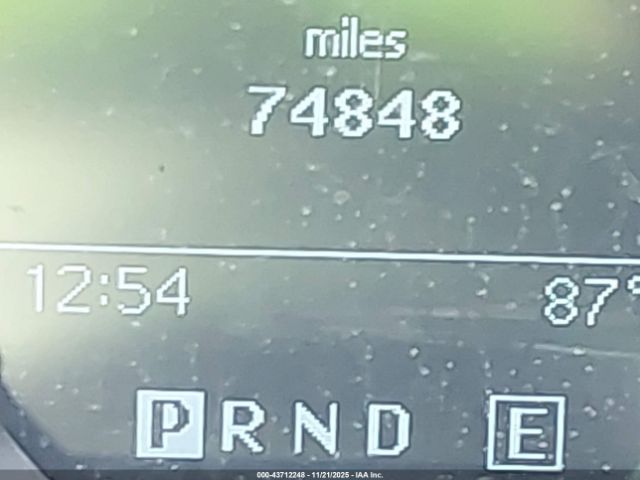 miles
74848
12:54 87°
P R N D E
000-43712248 - 11/21/2025 - IAA Inc.